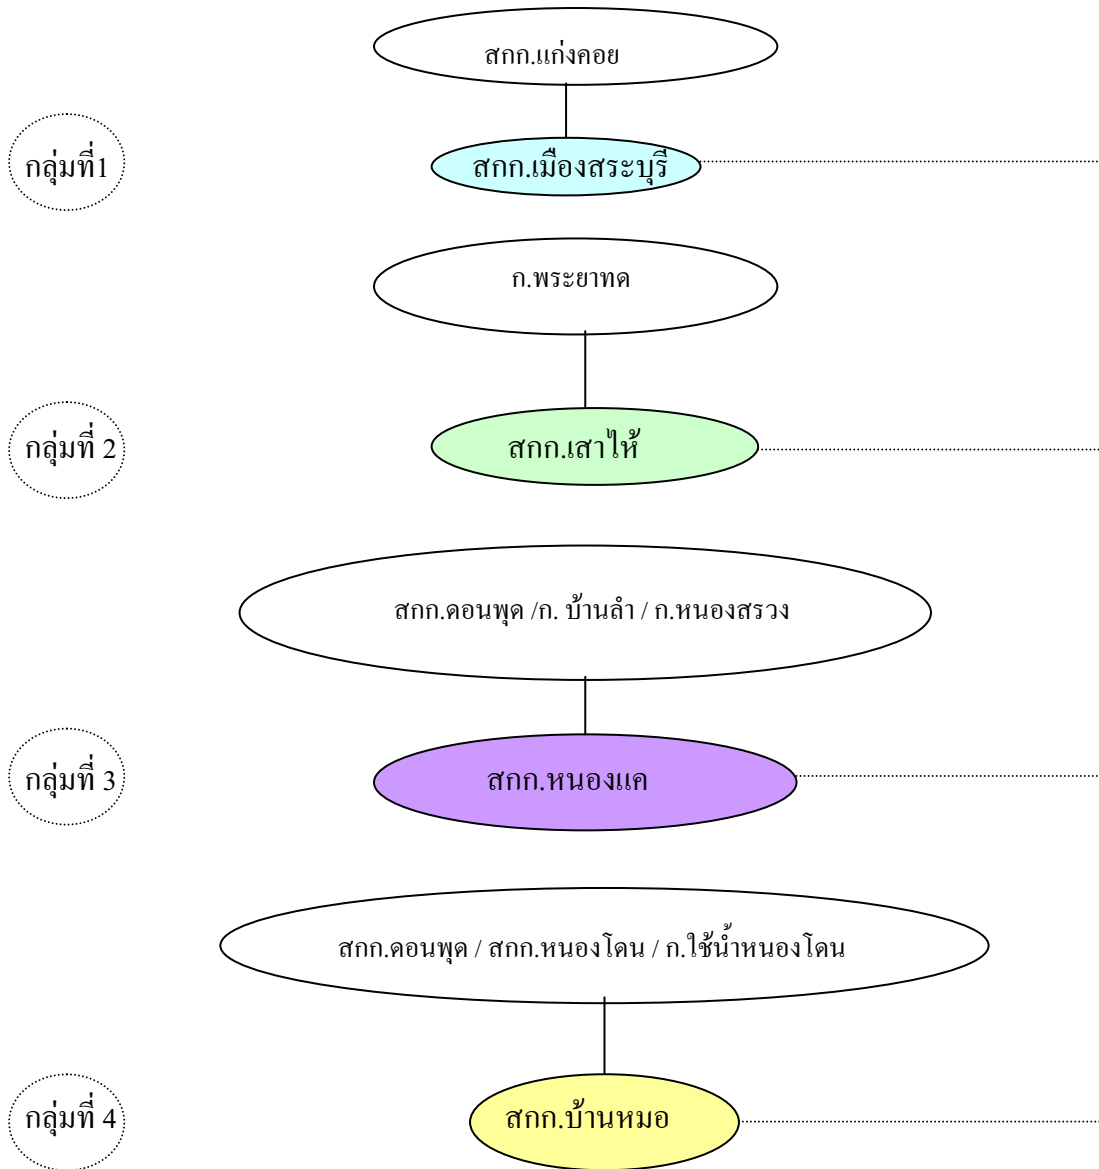 สกก.แก่งคอย
กลุ่มที่1
สกก.เมืองสระบุรี
ก.พระยาทด
กลุ่มที่ 2
สกก.เสาไห้
สกก.ดอนพุด /ก. บ้านลำ / ก.หนองสรวง
กลุ่มที่ 3
สกก.หนองแค
สกก.ดอนพุด / สกก.หนองโดน / ก.ใช้น้ำหนองโดน
กลุ่มที่ 4
สกก.บ้านหมอ